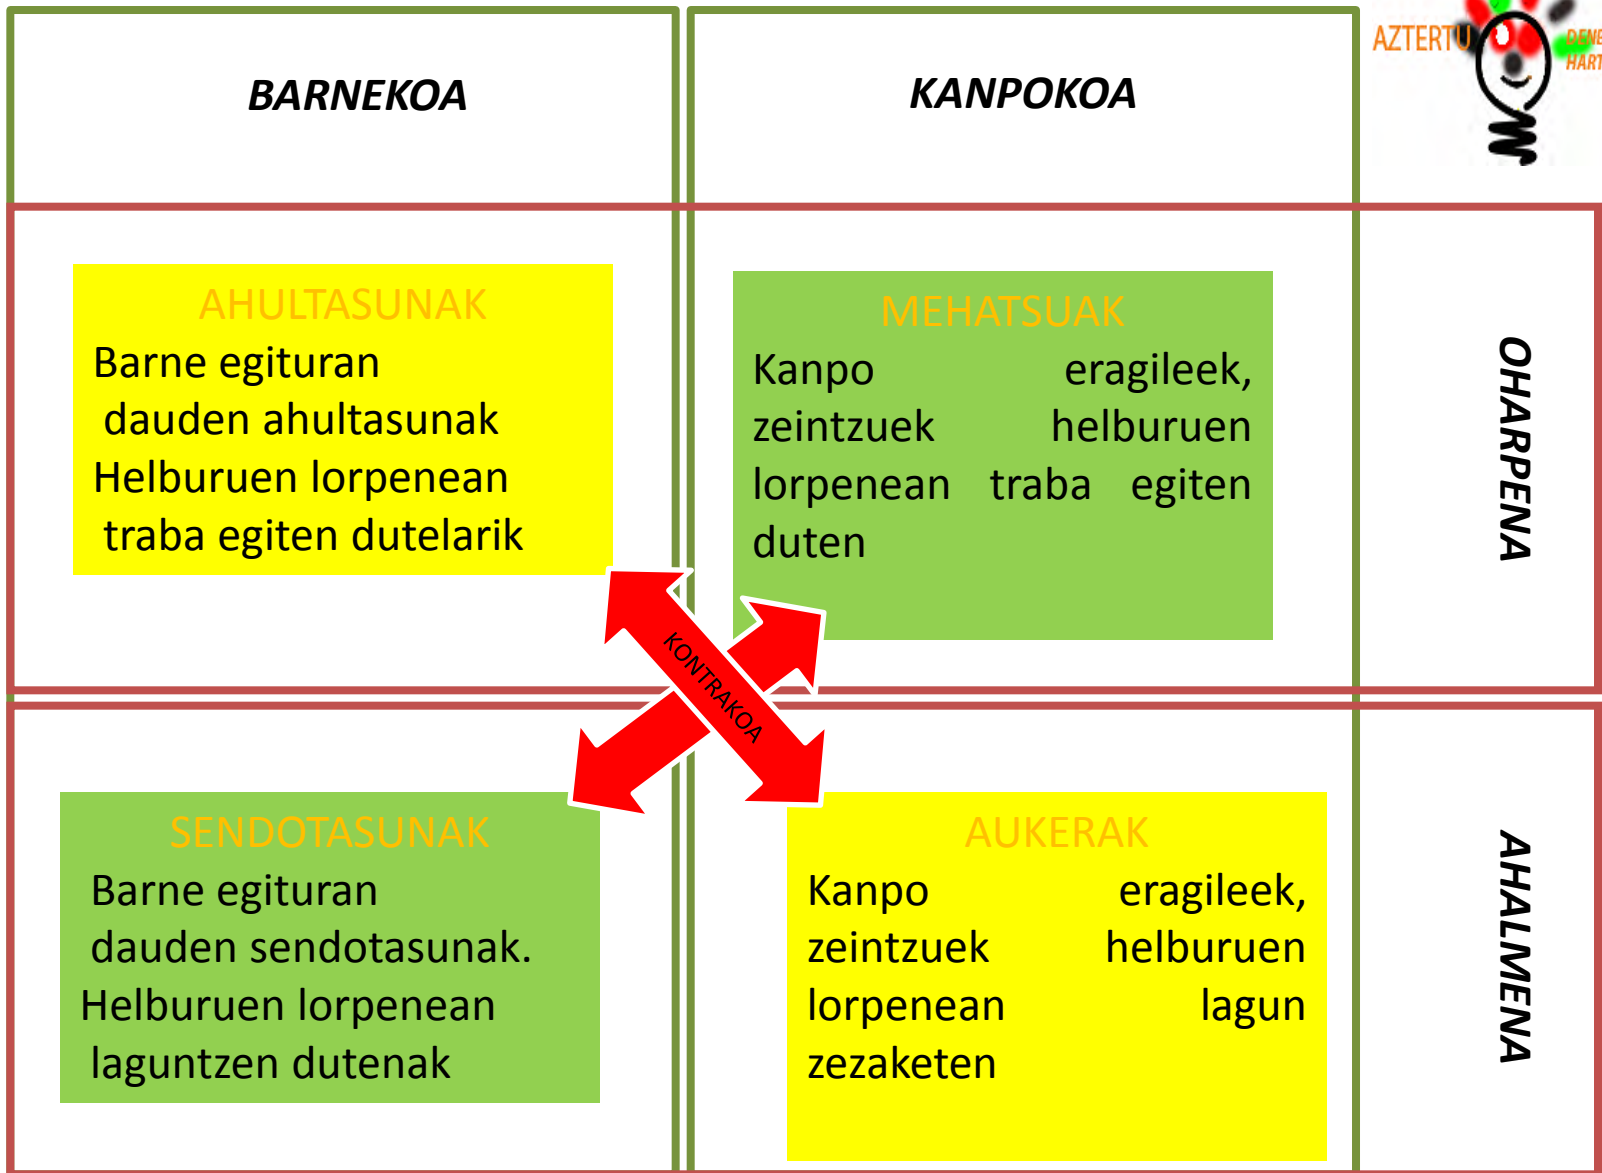 BARNEKOA
KANPOKOA
AZTERTU
AHULTASUNAK
Barne egituran
dauden ahultasunak
Helburuen lorpenean
traba egiten dutelarik
MEHATSUAK
Kanpo eragileek,
zeintzuek helburuen
lorpenean traba egiten
duten
OHARPENA
KONTRAKOA
SENDOTASUNAK
Barne egituran
dauden sendotasunak.
Helburuen lorpenean
laguntzen dutenak
AUKERAK
Kanpo eragileek,
zeintzuek helburuen
lorpenean lagun
zezaketen
AHALMENA